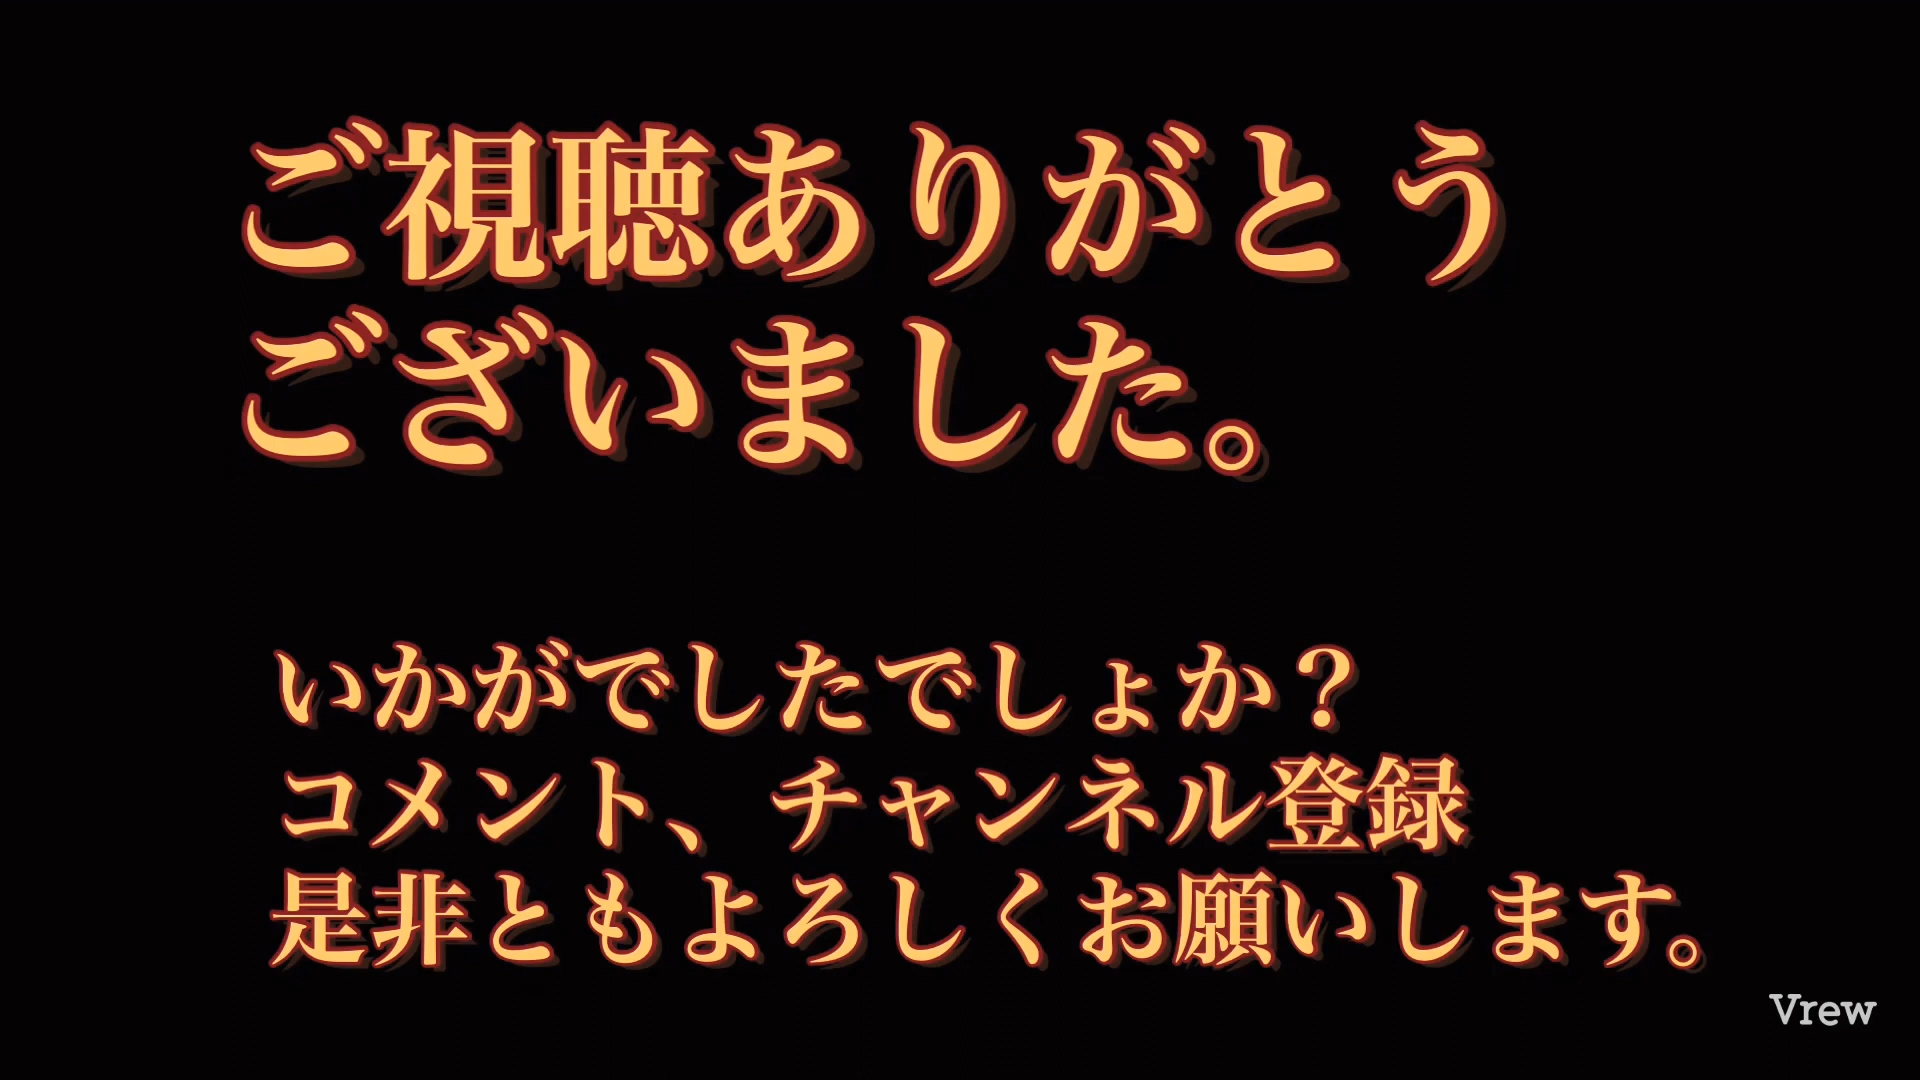 ご視聴ありがとう
ございました。
いかがでしたでしょか？
コメント、チャンネル登録
是非ともよろしくお願いします。
Vrew